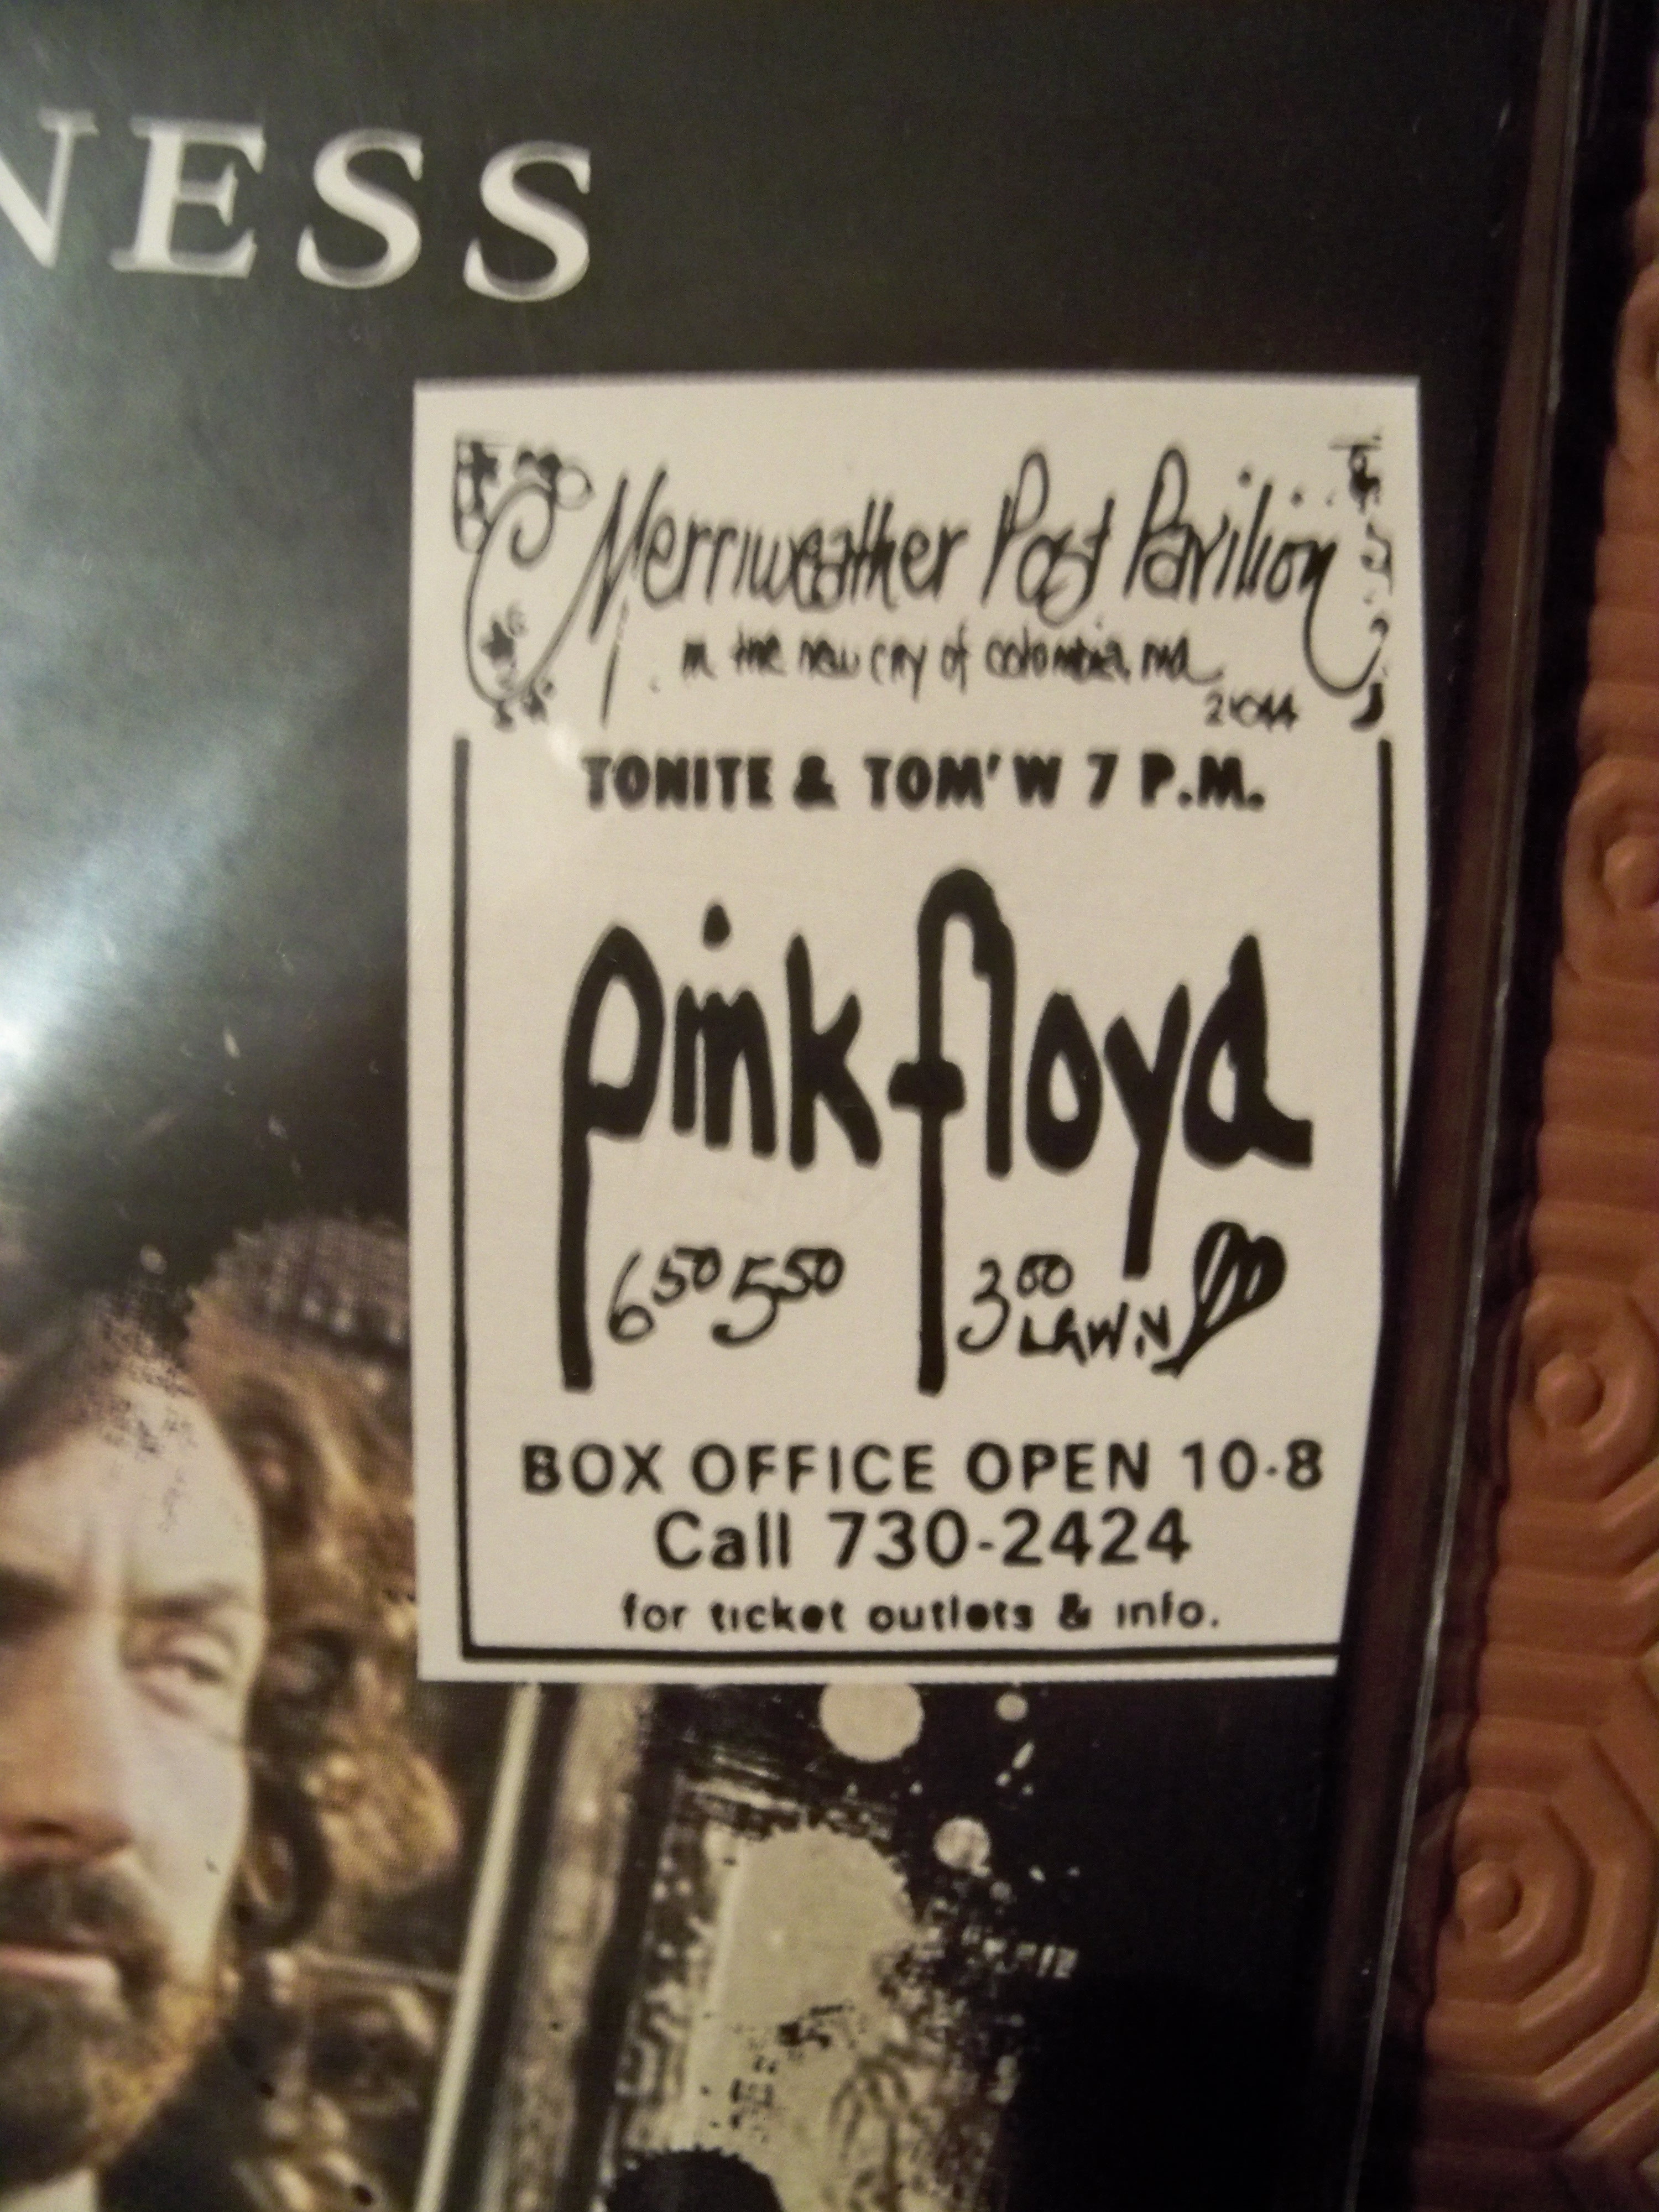 NESS
Merriweather Post Pavilion
in the new city of colombia, md
21044
TONITE & TOM'W 7 P.M.
pink floyd
6 50 5 50 3 00
LAWN
BOX OFFICE OPEN 10-8
Call 730-2424
for ticket outlets & info.